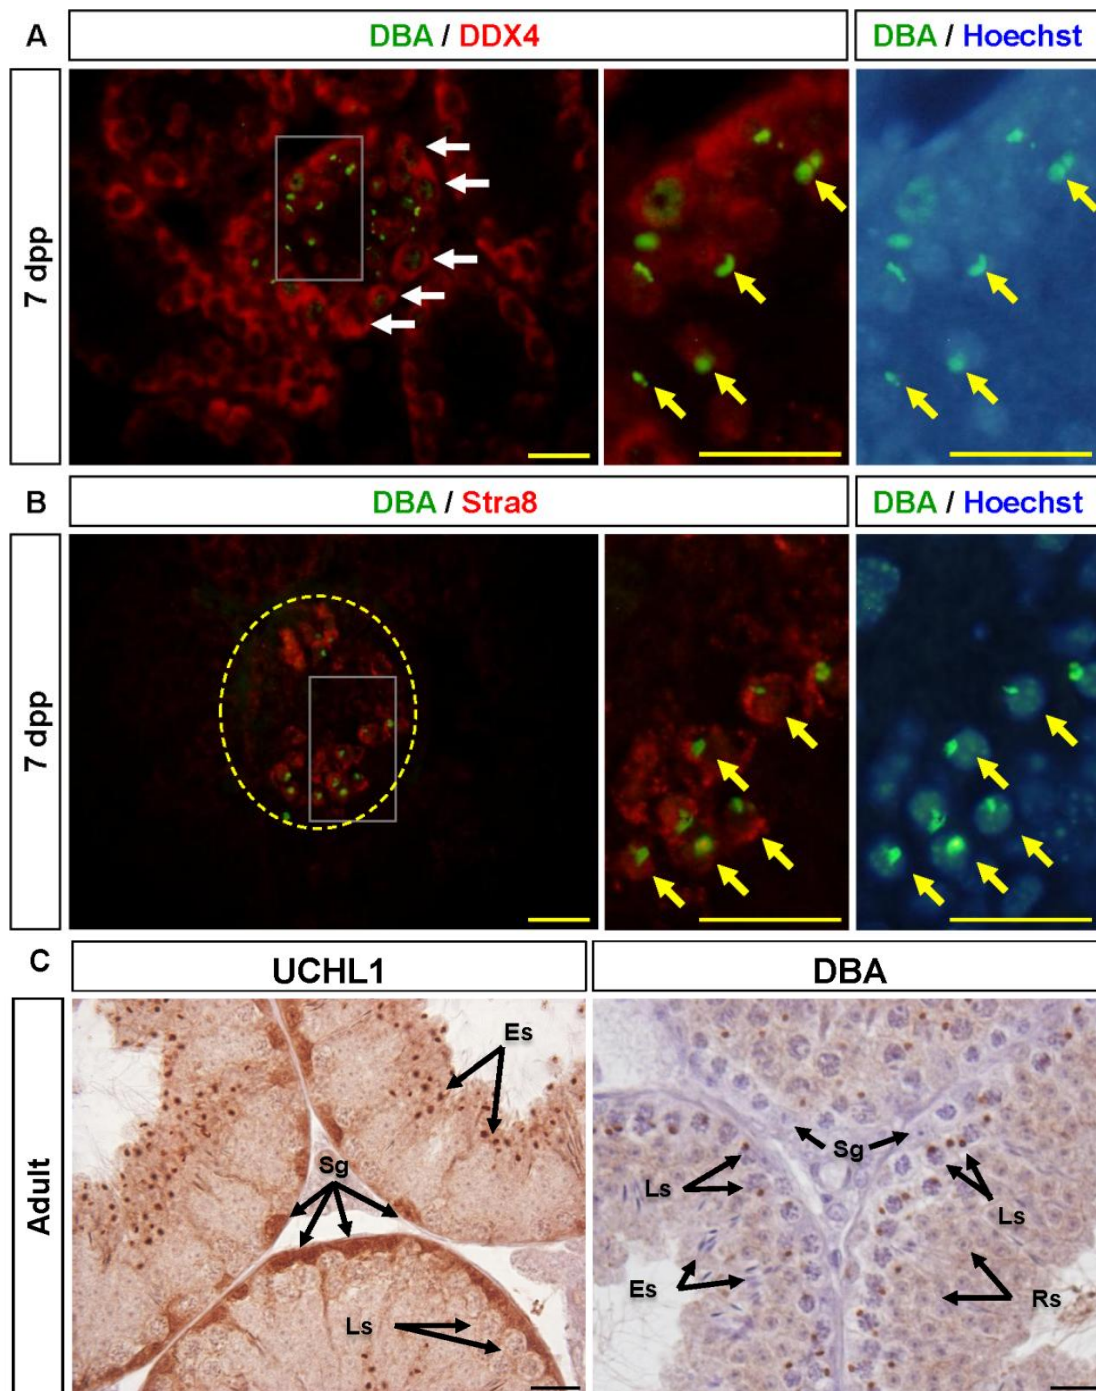 A
DBA / DDX4
DBA / Hoechst
7 dpp
B
DBA / Stra8
DBA / Hoechst
7 dpp
C
UCHL1
DBA
Adult
Es
Sg
Ls
Sg
Ls
Ls
Es
Rs